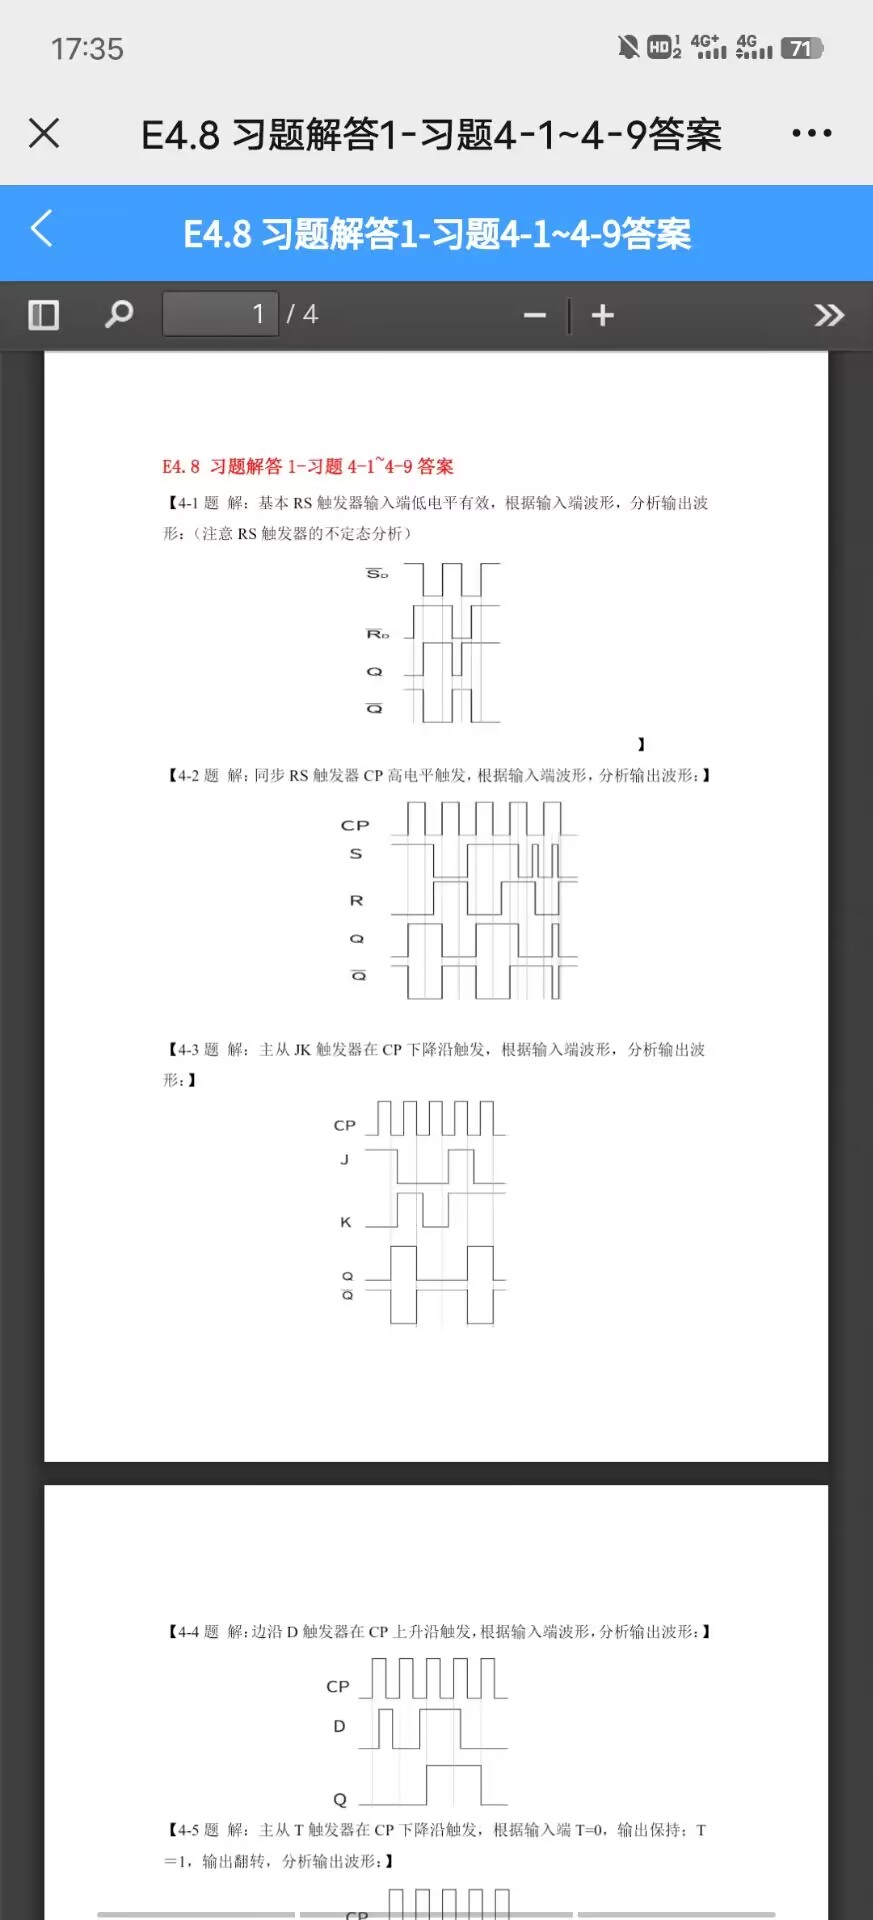 17:35
HD 1 2 4G+ 4G 71
E4.8 习题解答1-习题4-1~4-9答案
E4.8 习题解答1-习题4-1~4-9答案
1 / 4
E4.8 习题解答 1-习题 4-1~4-9 答案
【4-1 题 解：基本 RS 触发器输入端低电平有效，根据输入端波形，分析输出波
形：（注意 RS 触发器的不定态分析）
S̅D
R̅D
Q
Q̅
】
【4-2 题 解：同步 RS 触发器 CP 高电平触发，根据输入端波形，分析输出波形：】
CP
S
R
Q
Q̅
【4-3 题 解：主从 JK 触发器在 CP 下降沿触发，根据输入端波形，分析输出波
形：】
CP
J
K
Q
Q̅
【4-4 题 解：边沿 D 触发器在 CP 上升沿触发，根据输入端波形，分析输出波形：】
CP
D
Q
【4-5 题 解：主从 T 触发器在 CP 下降沿触发，根据输入端 T=0，输出保持；T
=1，输出翻转，分析输出波形：】
CP